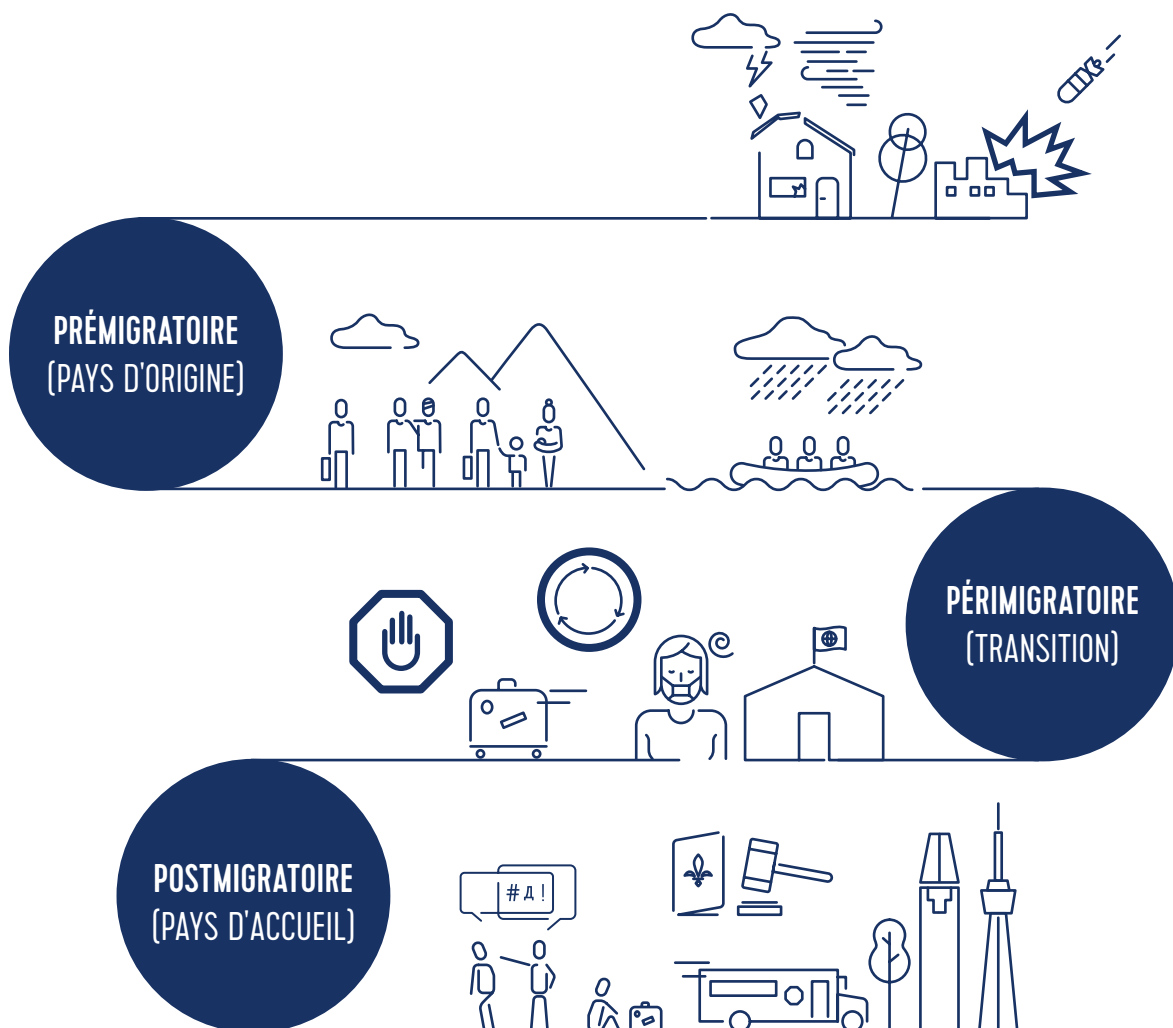 PRÉMIGRATOIRE
(PAYS D'ORIGINE)
PÉRIMIGRATOIRE
(TRANSITION)
POSTMIGRATOIRE
(PAYS D'ACCUEIL)
#Д!